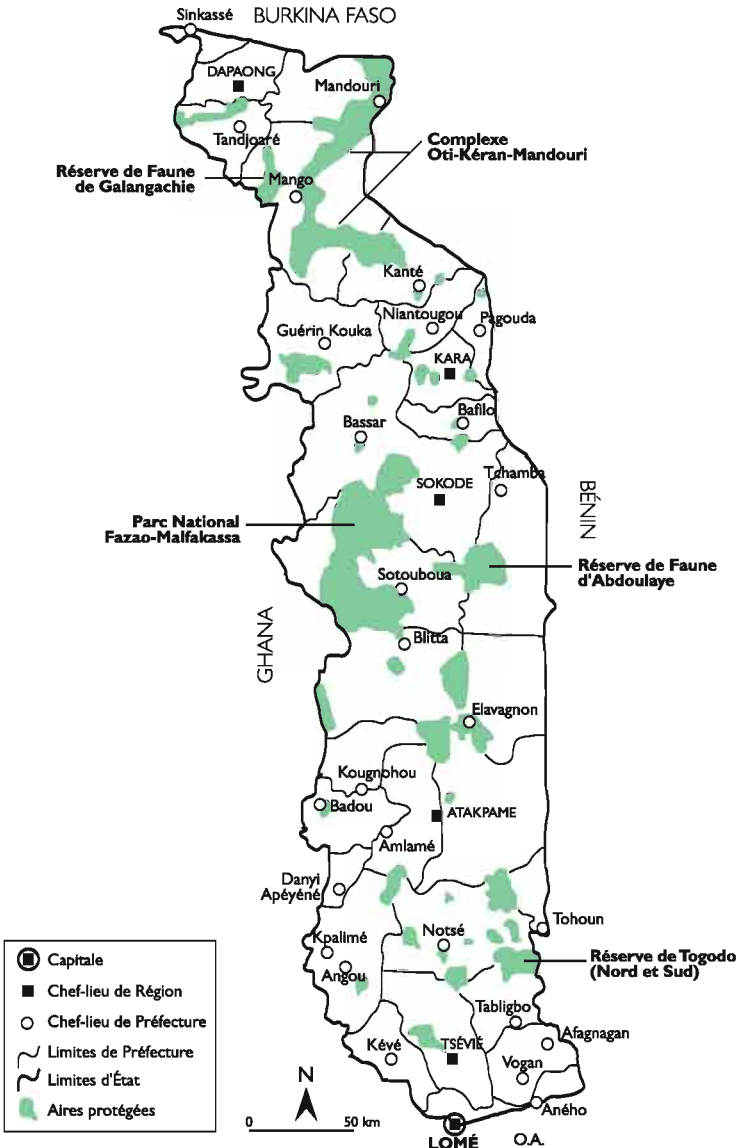 Sinkassé
BURKINA FASO
DAPAONG
Mandouri
Tandjoaré
Complexe
Oti-Kéran-Mandouri
Réserve de Faune
de Galangachie
Mango
Kanté
Niantougou
Pagouda
Guérin Kouka
KARA
Bafilo
Bassar
SOKODE
Tchamba
BÉNIN
Parc National
Fazao-Malfakassa
Sotouboua
Réserve de Faune
d'Abdoulaye
GHANA
Blitta
Elavagnon
Kougnohou
Badou
ATAKPAME
Amlamé
Danyi
Apéyéné
Tohoun
Notsé
Kpalimé
Angou
Réserve de Togodo
(Nord et Sud)
Tabligbo
Afagnagan
Kévé
TSÉVIÉ
Vogan
Aného
LOMÉ
O.A.
Capitale
Chef-lieu de Région
Chef-lieu de Préfecture
Limites de Préfecture
Limites d'État
Aires protégées
N
0 50 km